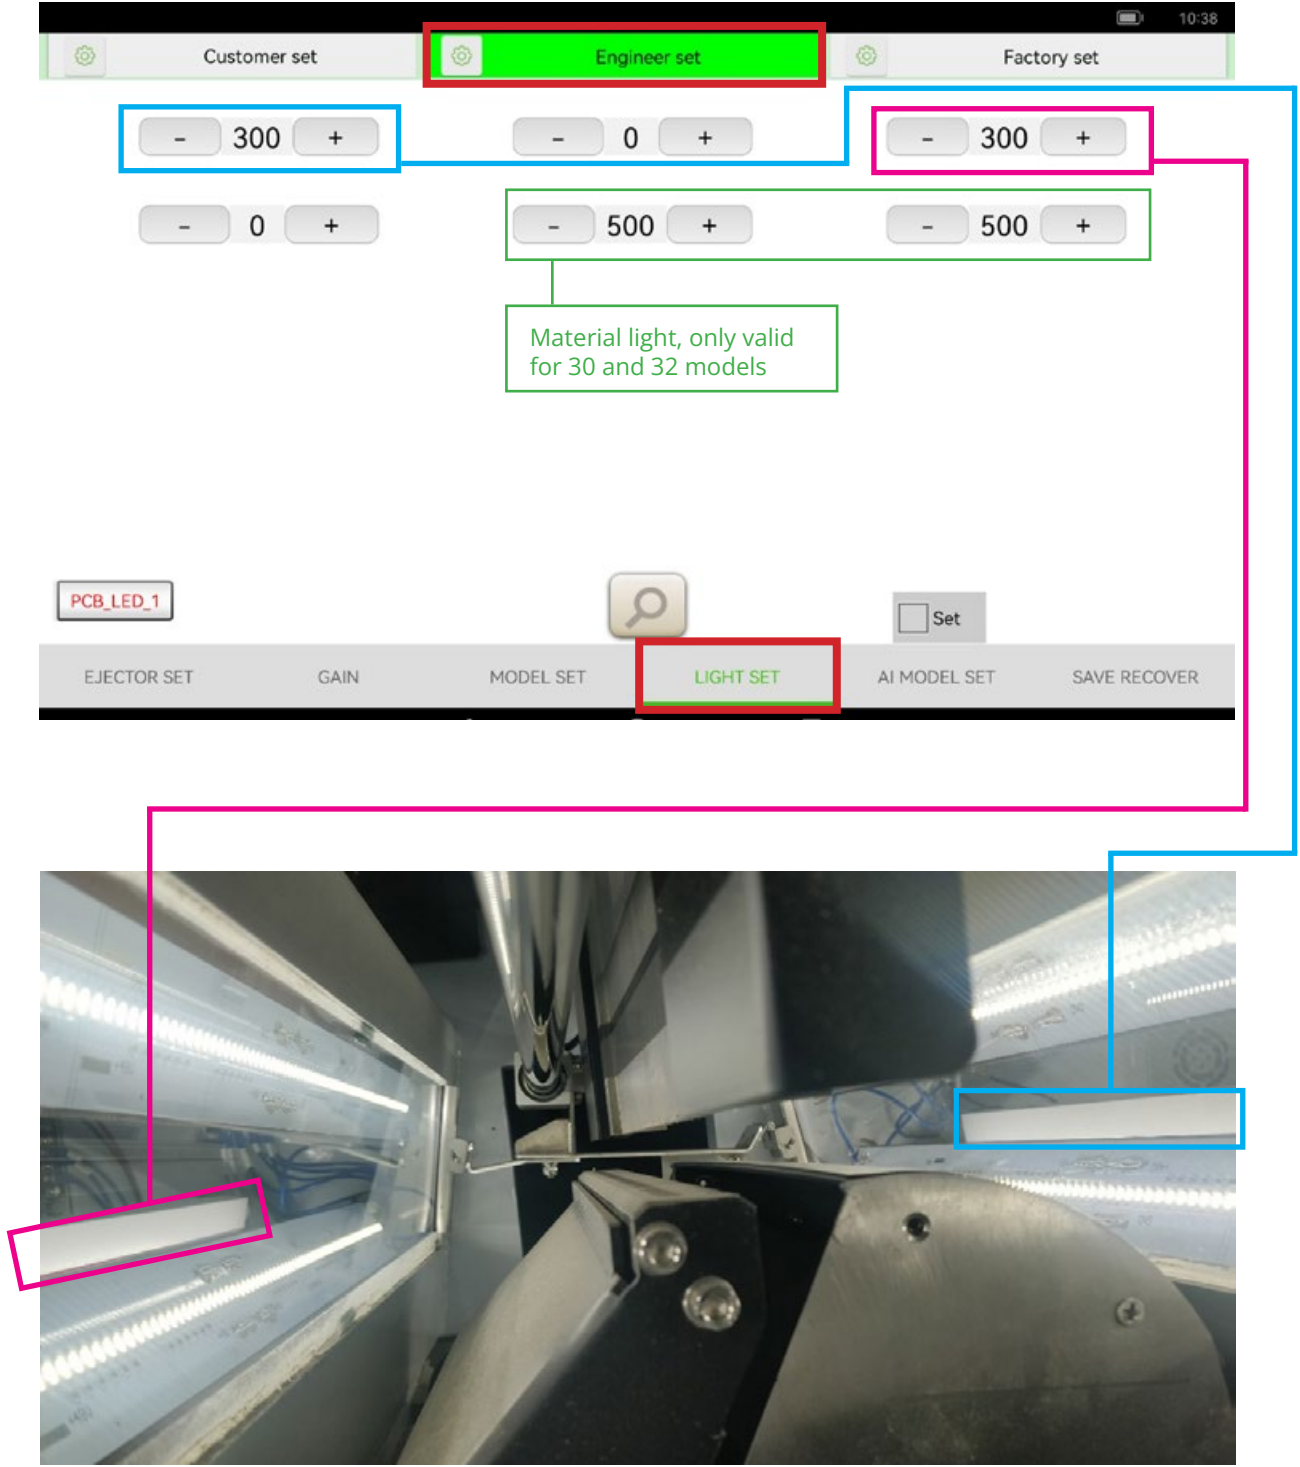 10:38
Customer set
Engineer set
Factory set
- 300 +
- 0 +
- 300 +
- 0 +
- 500 +
- 500 +
Material light, only valid
for 30 and 32 models
PCB_LED_1
Set
EJECTOR SET
GAIN
MODEL SET
LIGHT SET
AI MODEL SET
SAVE RECOVER